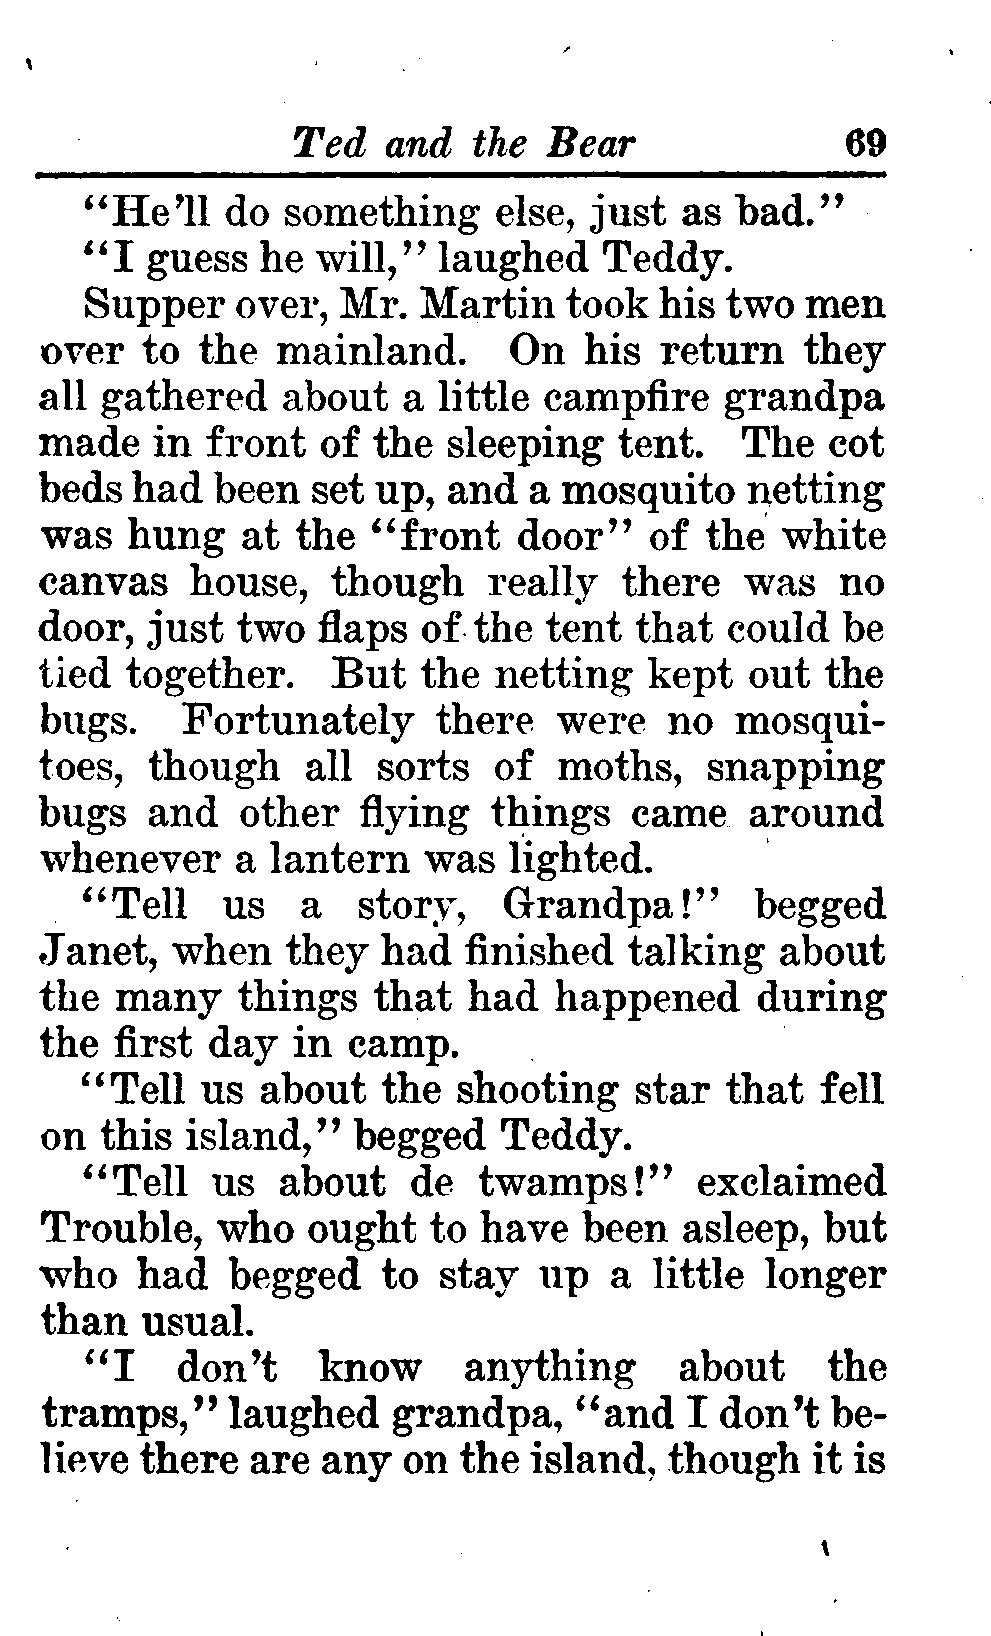 Ted and the Bear 69
"He'll do something else, just as bad."
"I guess he will," laughed Teddy.
Supper over, Mr. Martin took his two men
over to the mainland. On his return they
all gathered about a little campfire grandpa
made in front of the sleeping tent. The cot
beds had been set up, and a mosquito netting
was hung at the "front door" of the white
canvas house, though really there was no
door, just two flaps of the tent that could be
tied together. But the netting kept out the
bugs. Fortunately there were no mosqui-
toes, though all sorts of moths, snapping
bugs and other flying things came around
whenever a lantern was lighted.
"Tell us a story, Grandpa!" begged
Janet, when they had finished talking about
the many things that had happened during
the first day in camp.
"Tell us about the shooting star that fell
on this island," begged Teddy.
"Tell us about de twamps!" exclaimed
Trouble, who ought to have been asleep, but
who had begged to stay up a little longer
than usual.
"I don't know anything about the
tramps," laughed grandpa, "and I don't be-
lieve there are any on the island, though it is